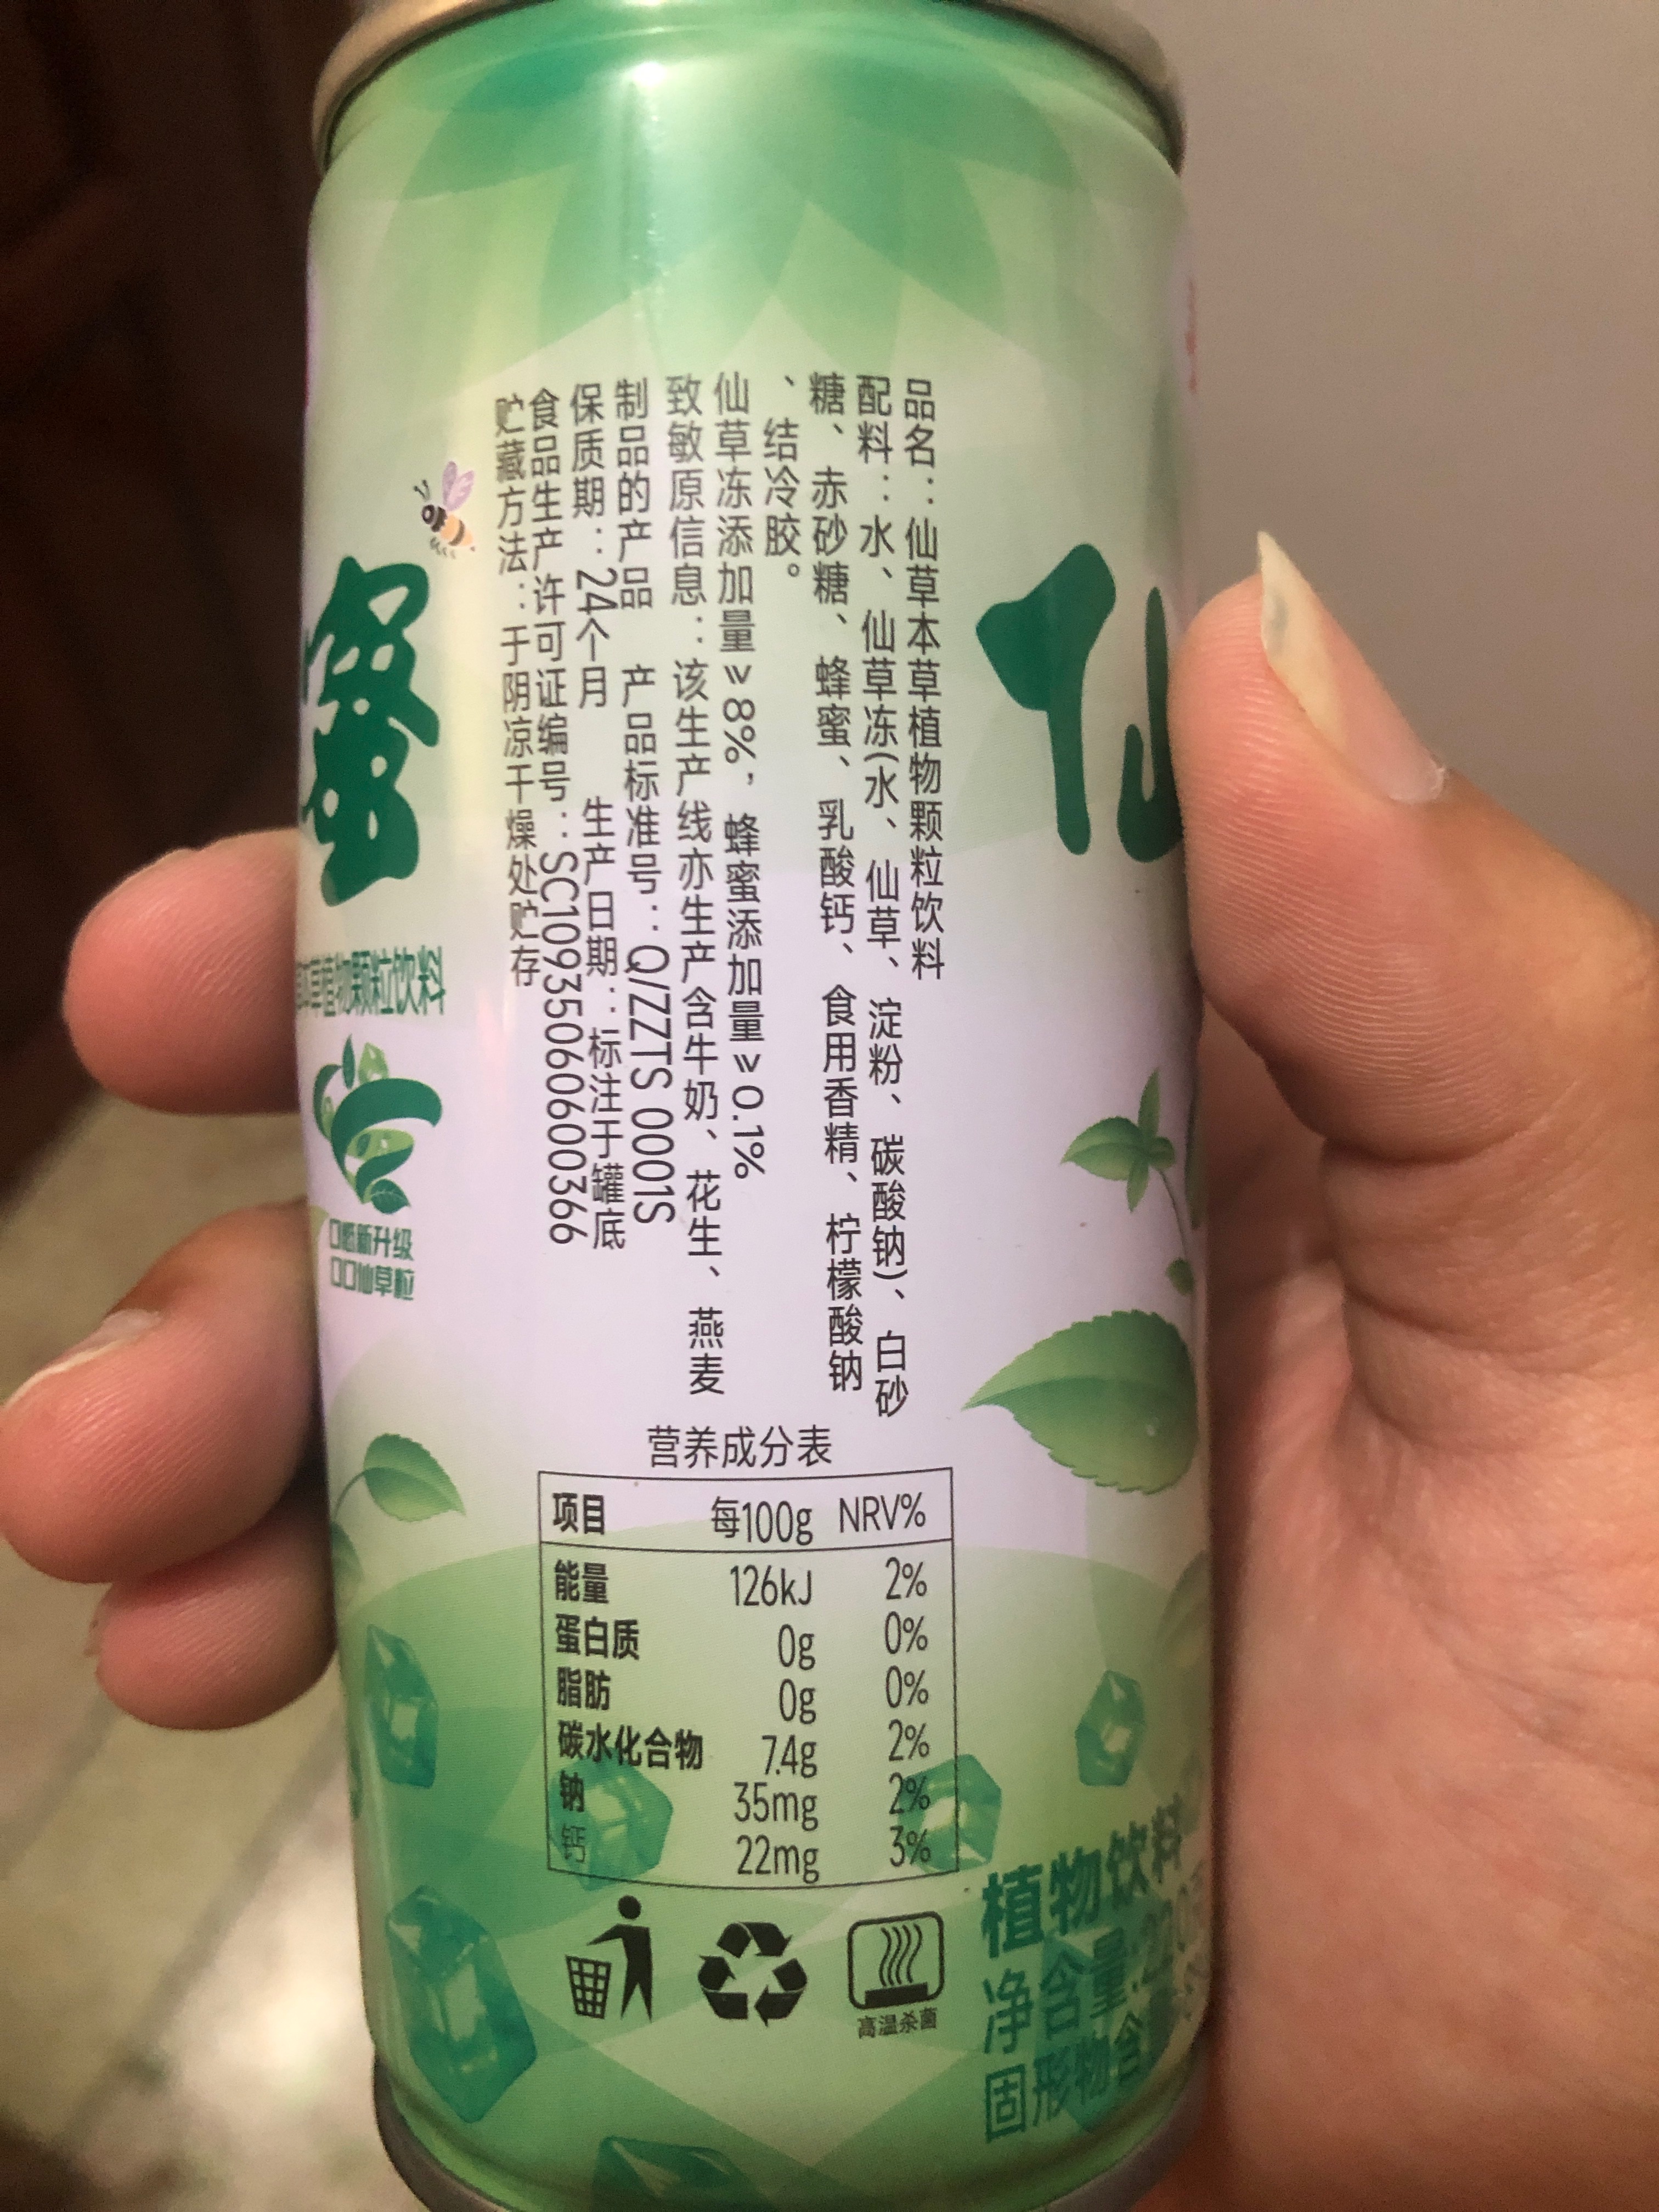 仙
品名：仙草本草植物颗粒饮料
配料：水、仙草冻(水、仙草、淀粉、碳酸钠)、白砂
糖、赤砂糖、蜂蜜、乳酸钙、食用香精、柠檬酸钠
、结冷胶。
仙草冻添加量≥8%，蜂蜜添加量≥0.1%
致敏原信息：该生产线亦生产含牛奶、花生、燕麦
制品的产品 产品标准号：Q/ZZTS 0001S
保质期：24个月 生产日期：标注于罐底
食品生产许可证编号：SC10935060600366
贮藏方法：于阴凉干燥处贮存
蜜
本草植物颗粒饮料
口感新升级
QQ仙草粒
营养成分表
项目 每100g NRV%
能量 126kJ 2%
蛋白质 0g 0%
脂肪 0g 0%
碳水化合物 7.4g 2%
钠 35mg 2%
钙 22mg 3%
高温杀菌
植物饮料
净含量:
固形物含